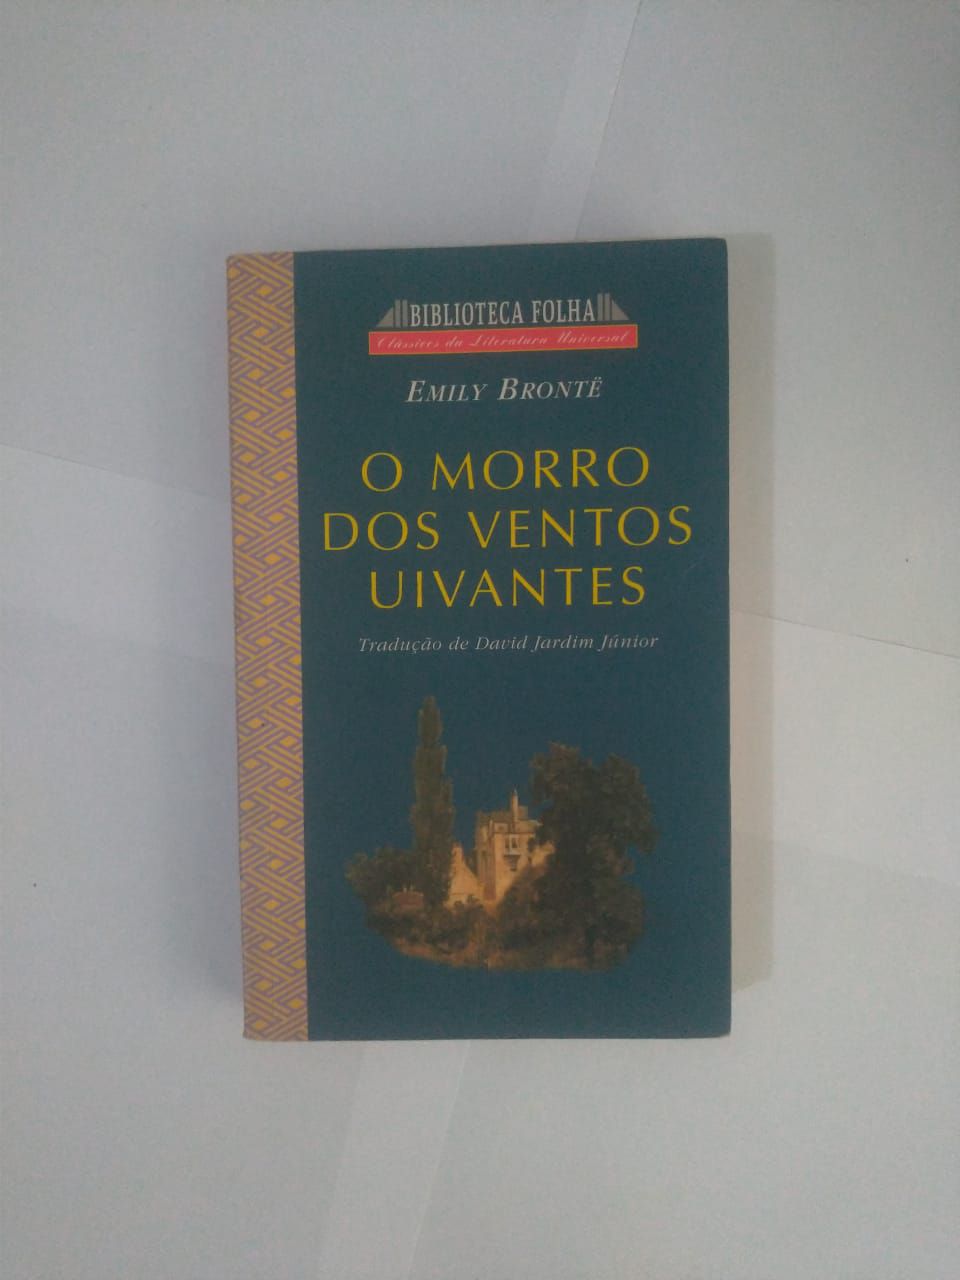 BIBLIOTECA FOLHA
Clássicos da Literatura Universal
EMILY BRONTË
O MORRO
DOS VENTOS
UIVANTES
Tradução de David Jardim Júnior